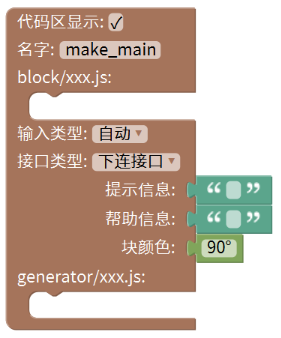 代码区显示: ✓
名字: make_main
block/xxx.js:
输入类型: 自动
接口类型: 下连接口
提示信息: “ ”
帮助信息: “ ”
块颜色: 90°
generator/xxx.js: